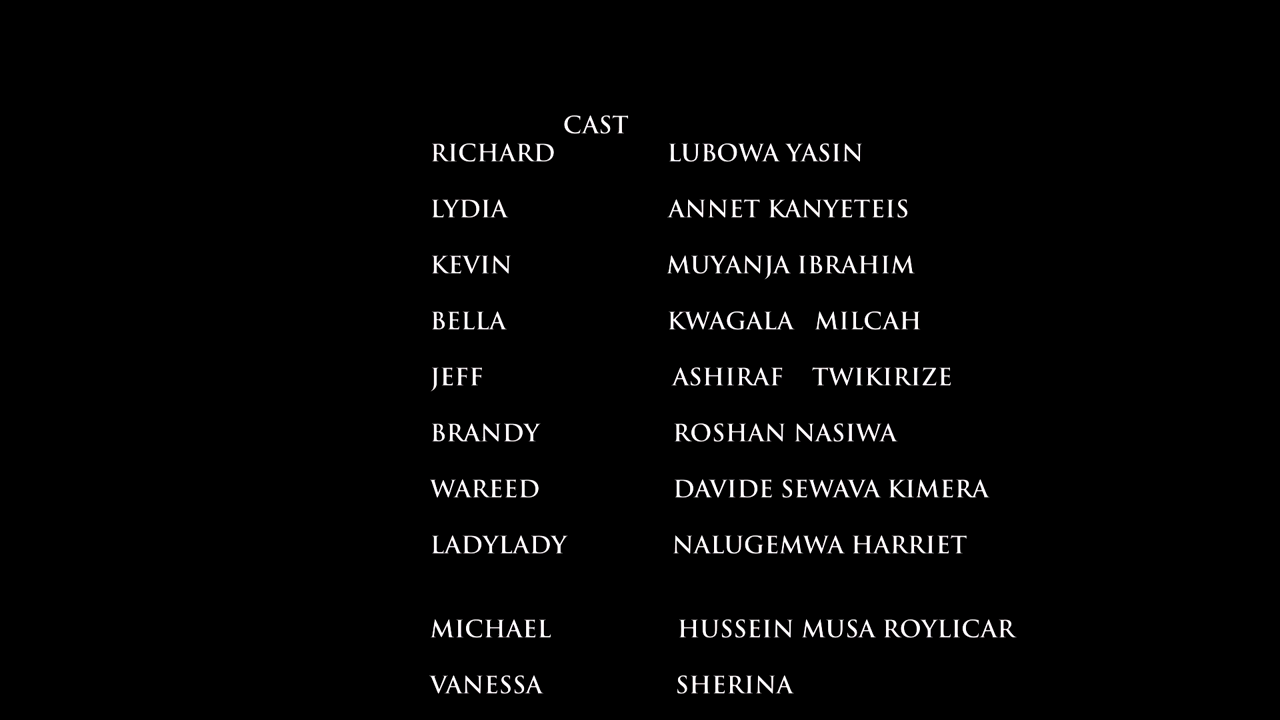 CAST
RICHARD LUBOWA YASIN
LYDIA ANNET KANYETEIS
KEVIN MUYANJA IBRAHIM
BELLA KWAGALA MILCAH
JEFF ASHIRAF TWIKIRIZE
BRANDY ROSHAN NASIWA
WAREED DAVIDE SEWAVA KIMERA
LADYLADY NALUGEMWA HARRIET
MICHAEL HUSSEIN MUSA ROYLICAR
VANESSA SHERINA